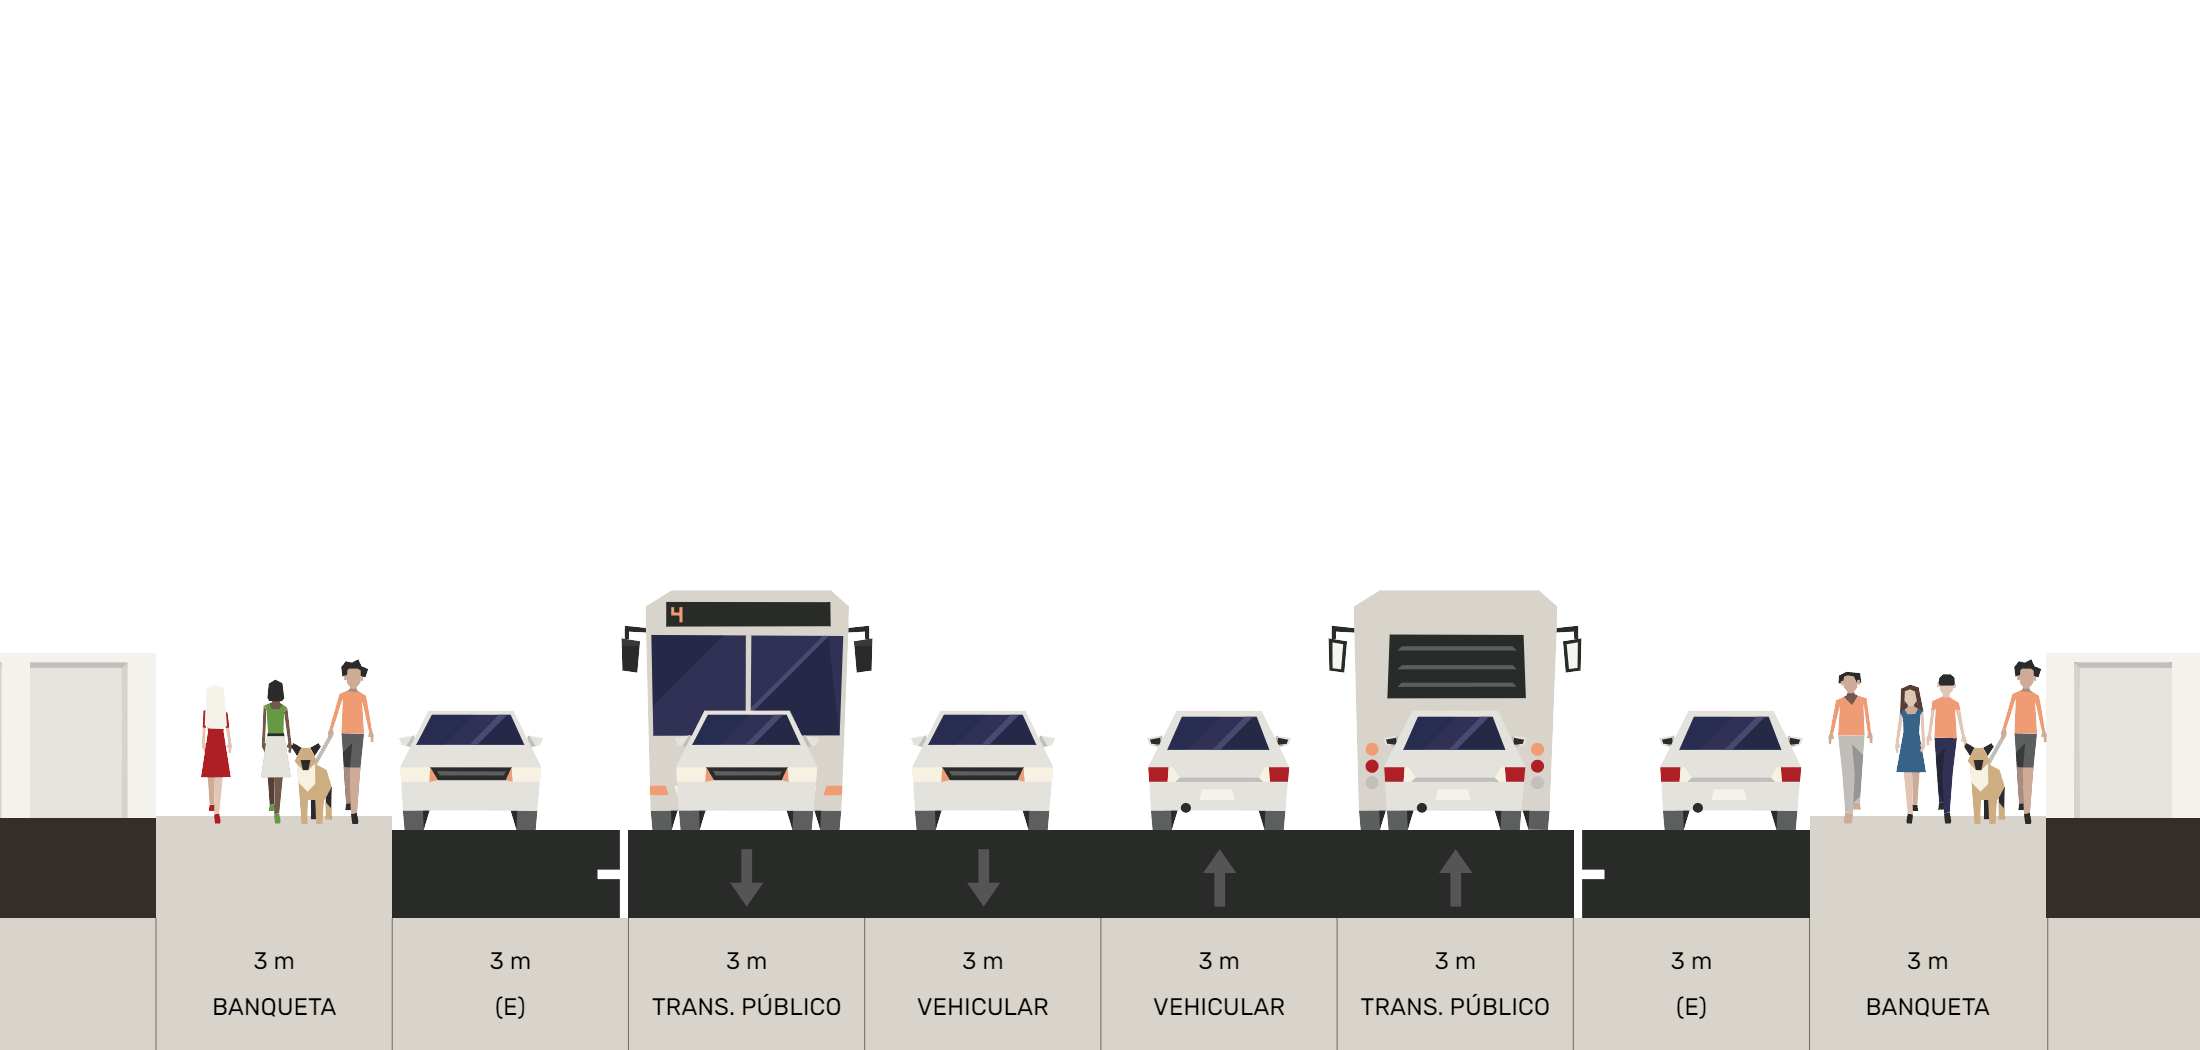 4
3 m
BANQUETA
3 m
(E)
3 m
TRANS. PÚBLICO
3 m
VEHICULAR
3 m
VEHICULAR
3 m
TRANS. PÚBLICO
3 m
(E)
3 m
BANQUETA